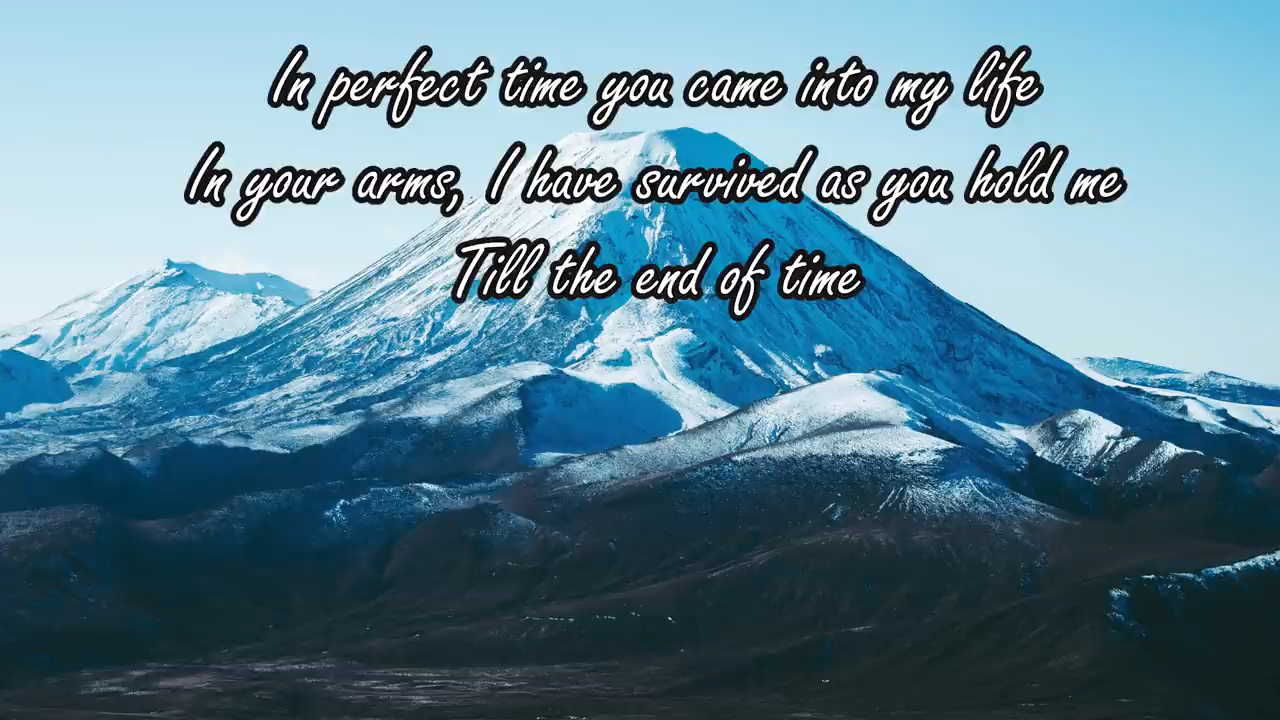 In perfect time you came into my life
In your arms, I have survived as you hold me
Till the end of time